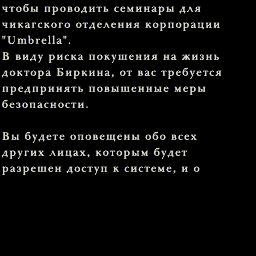 чтобы проводить семинары для
чикагского отделения корпорации
"Umbrella".
В виду риска покушения на жизнь
доктора Биркина, от вас требуется
предпринять повышенные меры
безопасности.
Вы будете оповещены обо всех
других лицах, которым будет
разрешен доступ к системе, и о